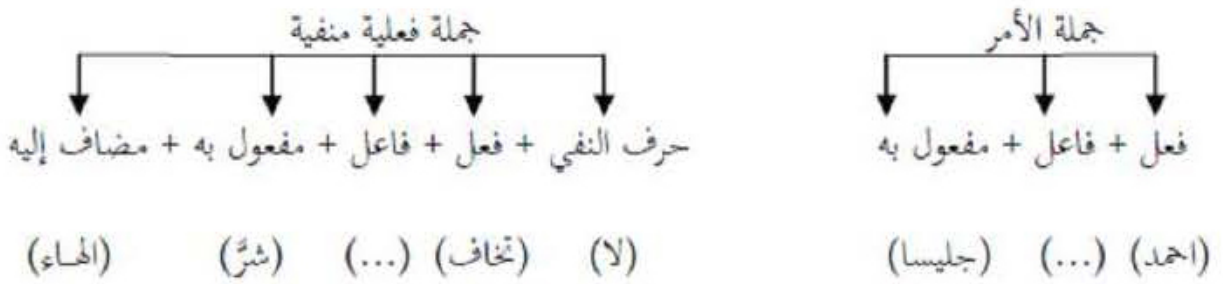 جملة الأمر
جملة فعلية منفية
فعل + فاعل + مفعول به
حرف النفي + فعل + فاعل + مفعول به + مضاف إليه
(احمد) (...) (جليسا)
(لا) (تخاف) (...) (شرَّ) (الهاء)